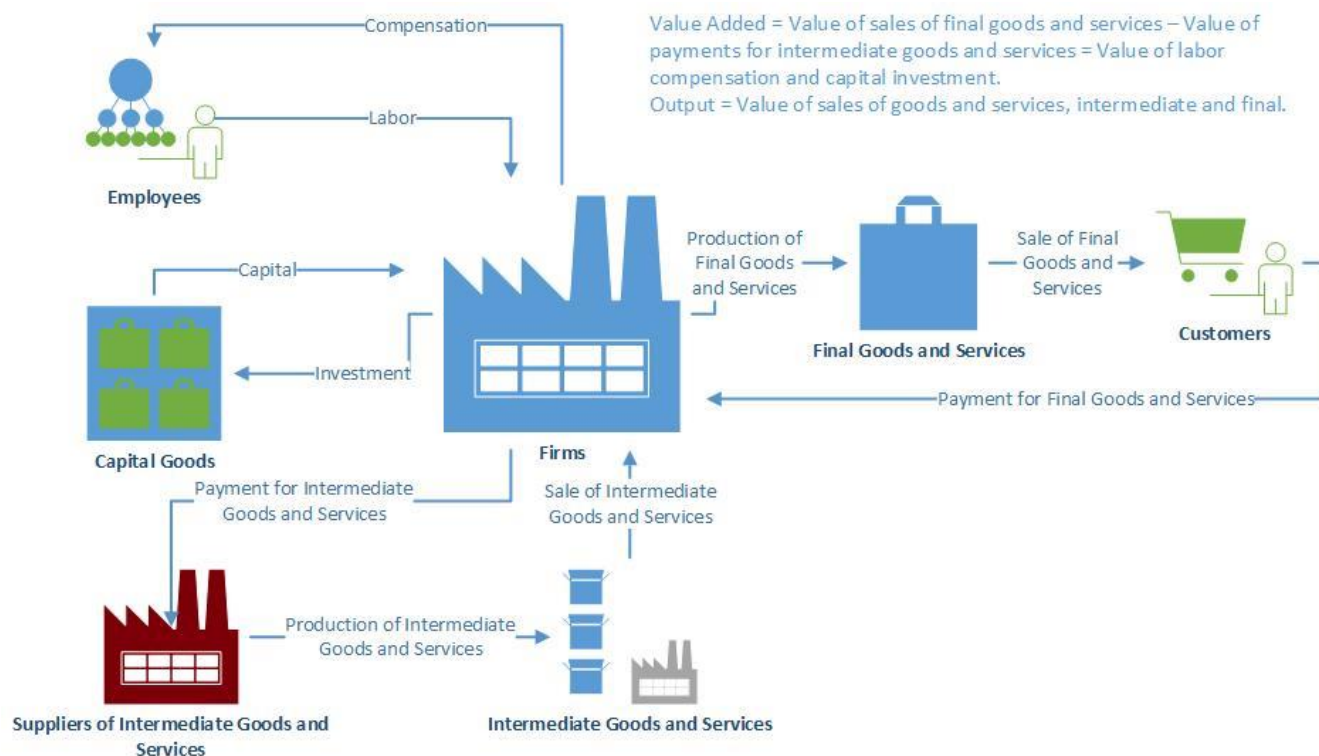 Compensation
Value Added = Value of sales of final goods and services – Value of
payments for intermediate goods and services = Value of labor
compensation and capital investment.
Output = Value of sales of goods and services, intermediate and final.
Labor
Employees
Capital
Production of
Final Goods
and Services
Sale of Final
Goods and
Services
Final Goods and Services
Customers
Investment
Payment for Final Goods and Services
Capital Goods
Firms
Payment for Intermediate
Goods and Services
Sale of Intermediate
Goods and Services
Production of Intermediate
Goods and Services
Suppliers of Intermediate Goods and
Services
Intermediate Goods and Services